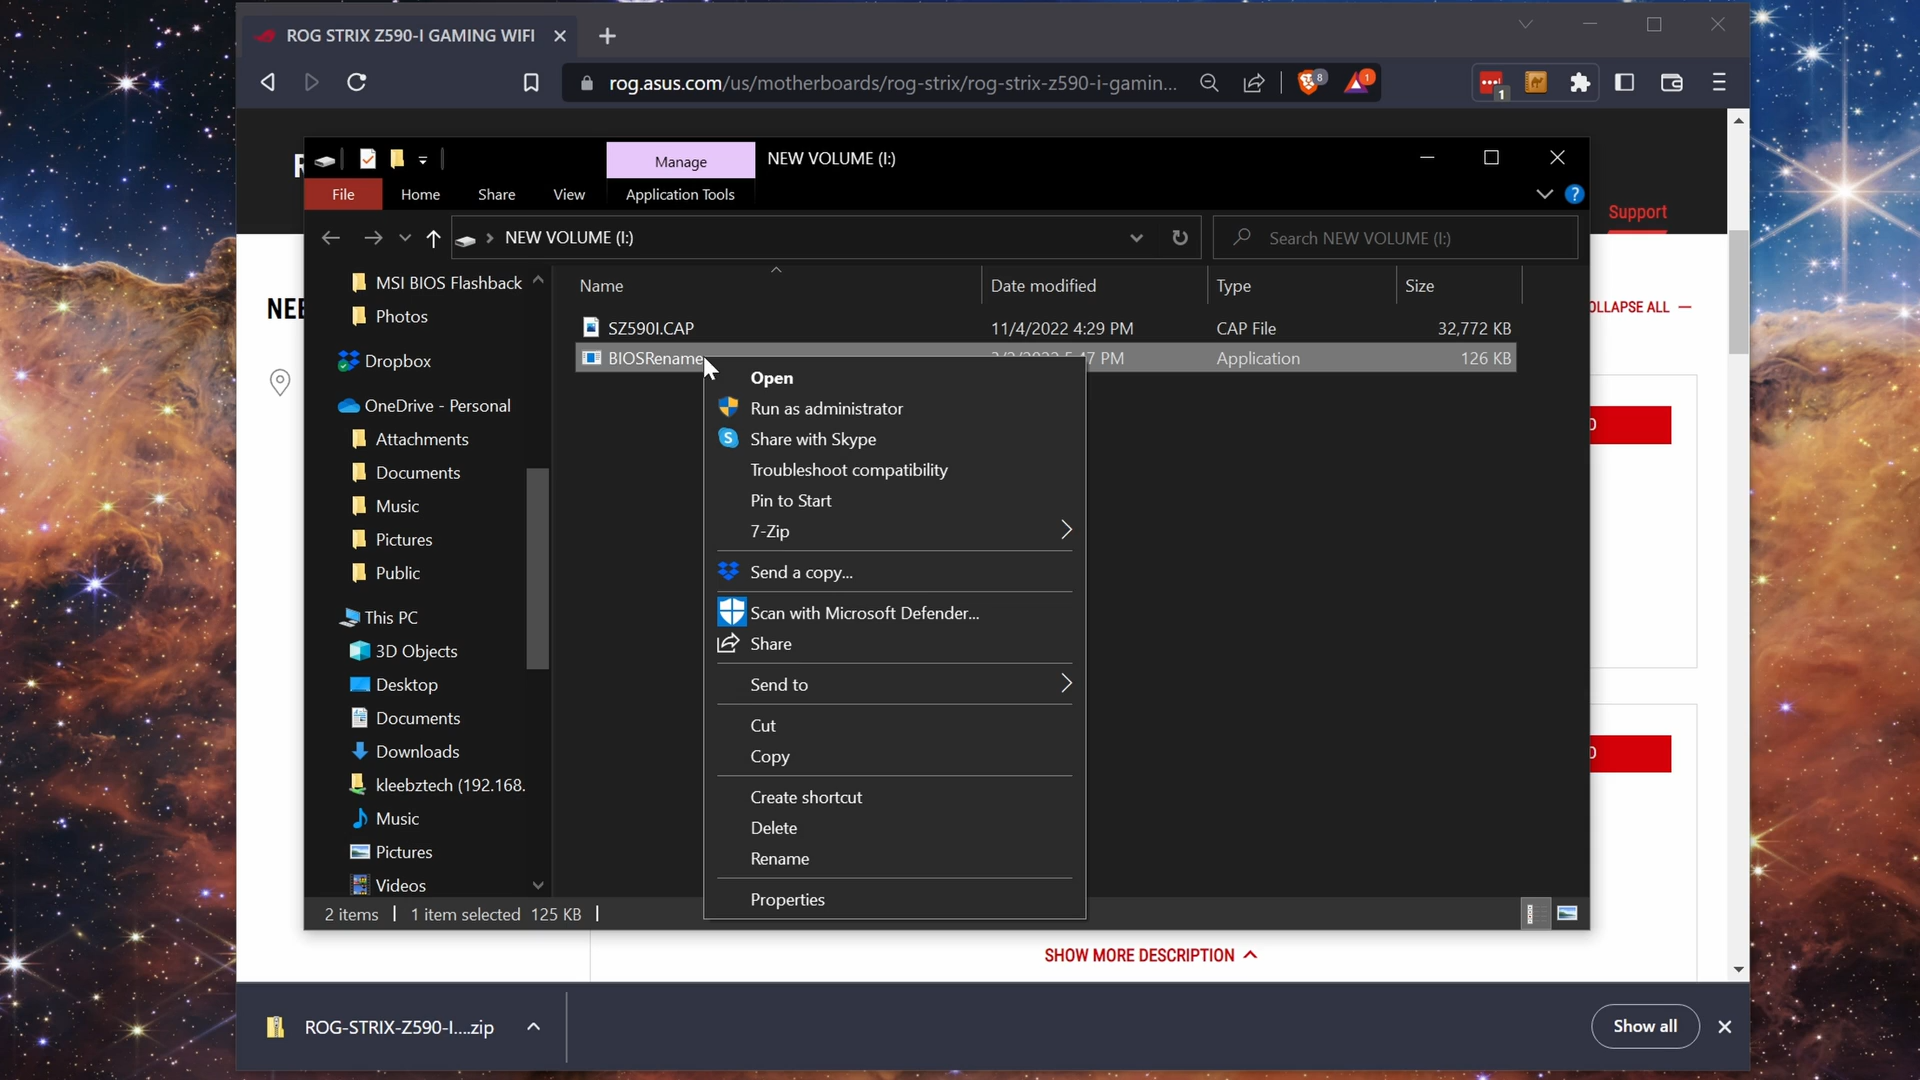 ROG STRIX Z590-I GAMING WIFI
rog.asus.com/us/motherboards/rog-strix/rog-strix-z590-i-gamin...
8
1
1
Manage
NEW VOLUME (I:)
File
Home
Share
View
Application Tools
?
Support
NEW VOLUME (I:)
Search NEW VOLUME (I:)
MSI BIOS Flashback
Photos
Dropbox
OneDrive - Personal
Attachments
Documents
Music
Pictures
Public
This PC
3D Objects
Desktop
Documents
Downloads
kleebztech (192.168.
Music
Pictures
Videos
Name
Date modified
Type
Size
SZ590I.CAP
11/4/2022 4:29 PM
CAP File
32,772 KB
BIOSRename
PM
Application
126 KB
Open
Run as administrator
Share with Skype
Troubleshoot compatibility
Pin to Start
7-Zip
Send a copy...
Scan with Microsoft Defender...
Share
Send to
Cut
Copy
Create shortcut
Delete
Rename
Properties
2 items
1 item selected 125 KB
OLLAPSE ALL
SHOW MORE DESCRIPTION
ROG-STRIX-Z590-I....zip
Show all